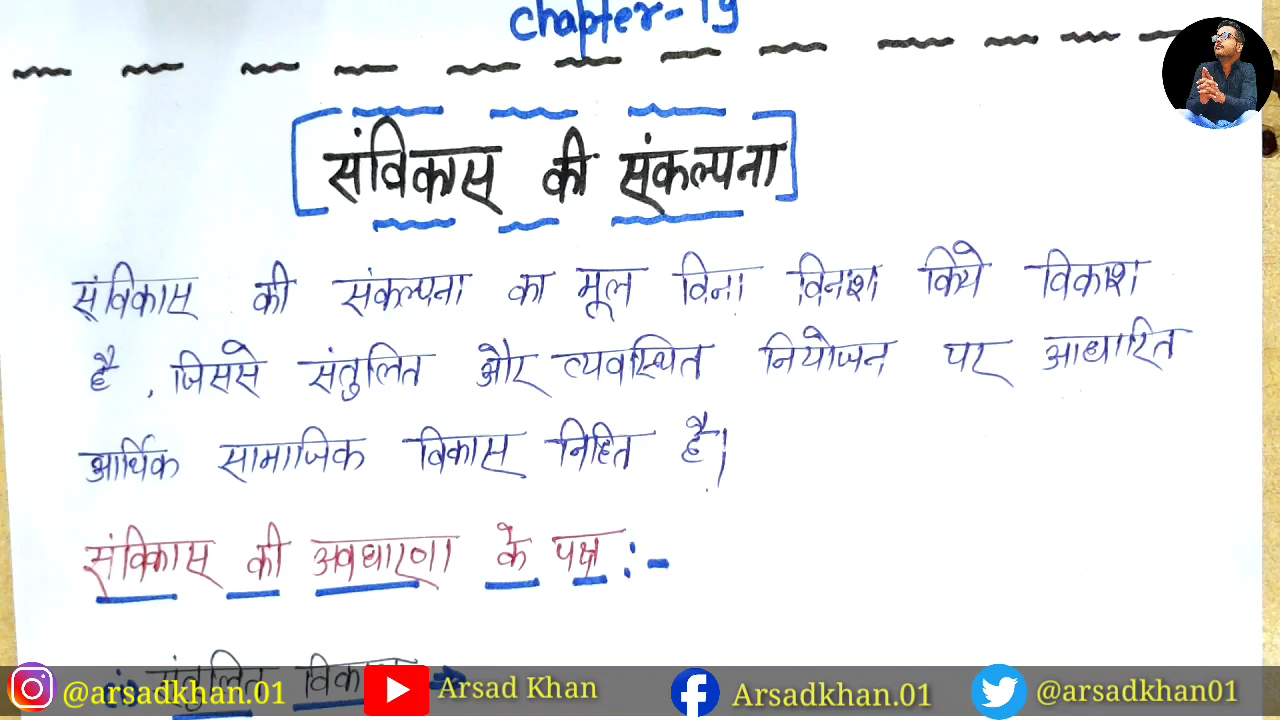 chapter-19
संविकास की संकल्पना
संविकास की संकल्पना का मूल विना विनाश किये विकाश
है , जिससे संतुलित और व्यवस्थित नियोजन पर आधारित
आर्थिक सामाजिक विकास निहित है।
संविकास की अवधारणा के पक्ष :-
संतुलित
@arsadkhan.01 Arsad Khan Arsadkhan.01 @arsadkhan01